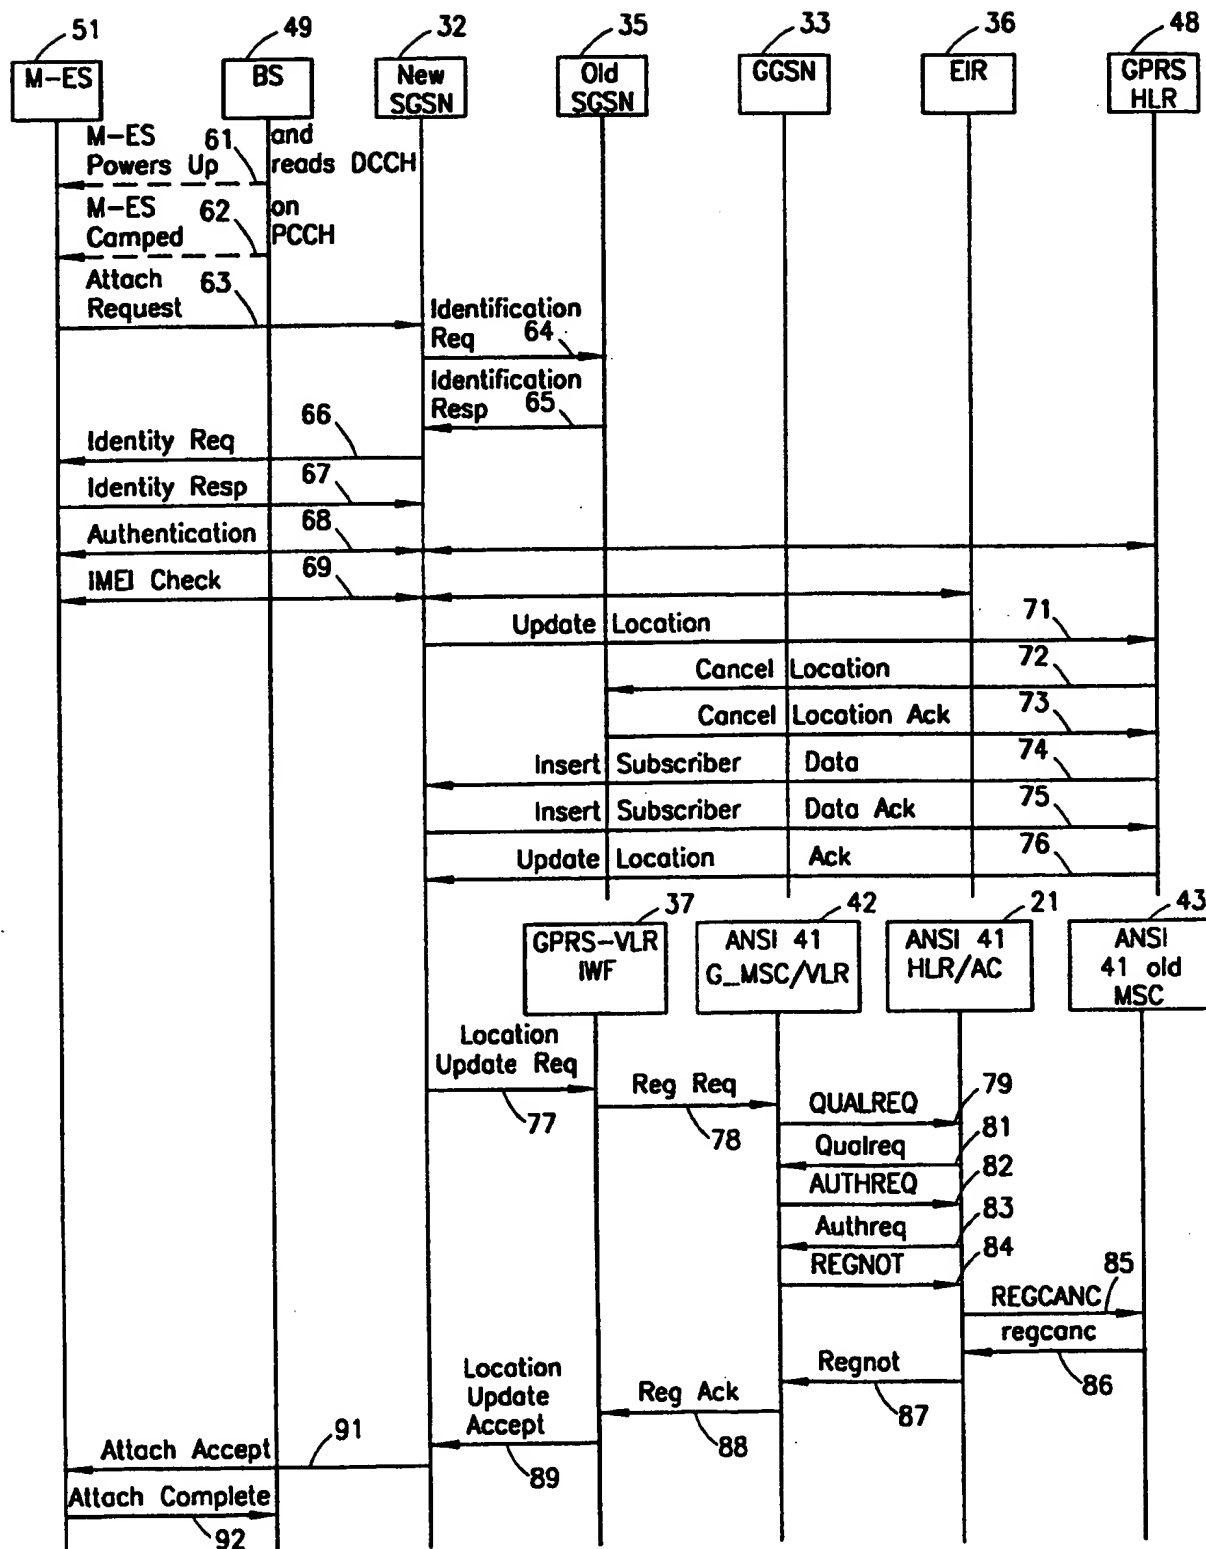 51 49 32 35 33 36 48
M-ES BS New SGSN Old SGSN GGSN EIR GPRS HLR
M-ES 61 and
Powers Up reads DCCH
M-ES 62 on
Camped PCCH
Attach 63
Request
Identification
Req 64
Identification
Resp 65
66
Identity Req
Identity Resp 67
Authentication 68
IMEI Check 69
Update Location 71
Cancel Location 72
Cancel Location Ack 73
Insert Subscriber Data 74
Insert Subscriber Data Ack 75
Update Location Ack 76
37 42 21 43
GPRS-VLR IWF ANSI 41 G_MSC/VLR ANSI 41 HLR/AC ANSI 41 old MSC
Location
Update Req
77
Reg Req
78
QUALREQ 79
Qualreq 81
AUTHREQ 82
Authreq 83
REGNOT 84
REGCANC 85
regcanc
86
Regnot
87
Reg Ack
88
Location
Update
Accept
89
Attach Accept 91
Attach Complete
92